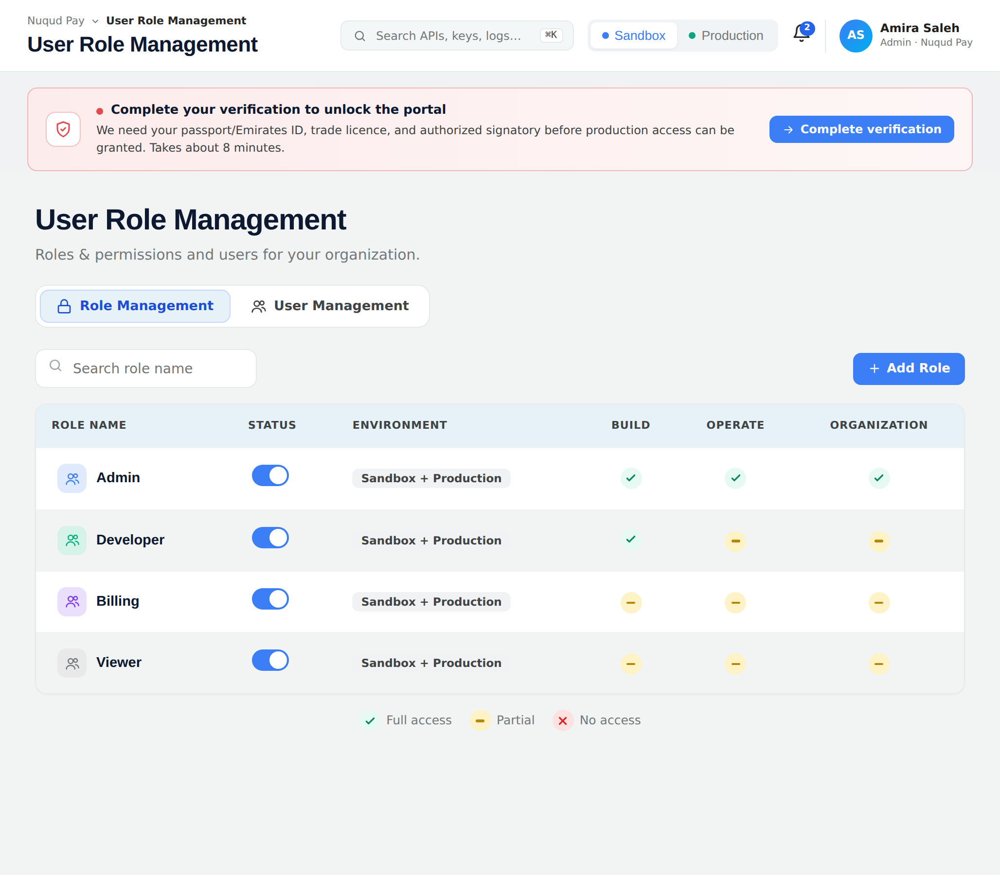 Nuqud Pay User Role Management
User Role Management
Search APIs, keys, logs... ⌘K
Sandbox Production
2
AS
Amira Saleh
Admin · Nuqud Pay
Complete your verification to unlock the portal
We need your passport/Emirates ID, trade licence, and authorized signatory before production access can be
granted. Takes about 8 minutes.
Complete verification
User Role Management
Roles & permissions and users for your organization.
Role Management User Management
Search role name
Add Role
ROLE NAME STATUS ENVIRONMENT BUILD OPERATE ORGANIZATION
Admin Sandbox + Production
Developer Sandbox + Production
Billing Sandbox + Production
Viewer Sandbox + Production
Full access Partial No access